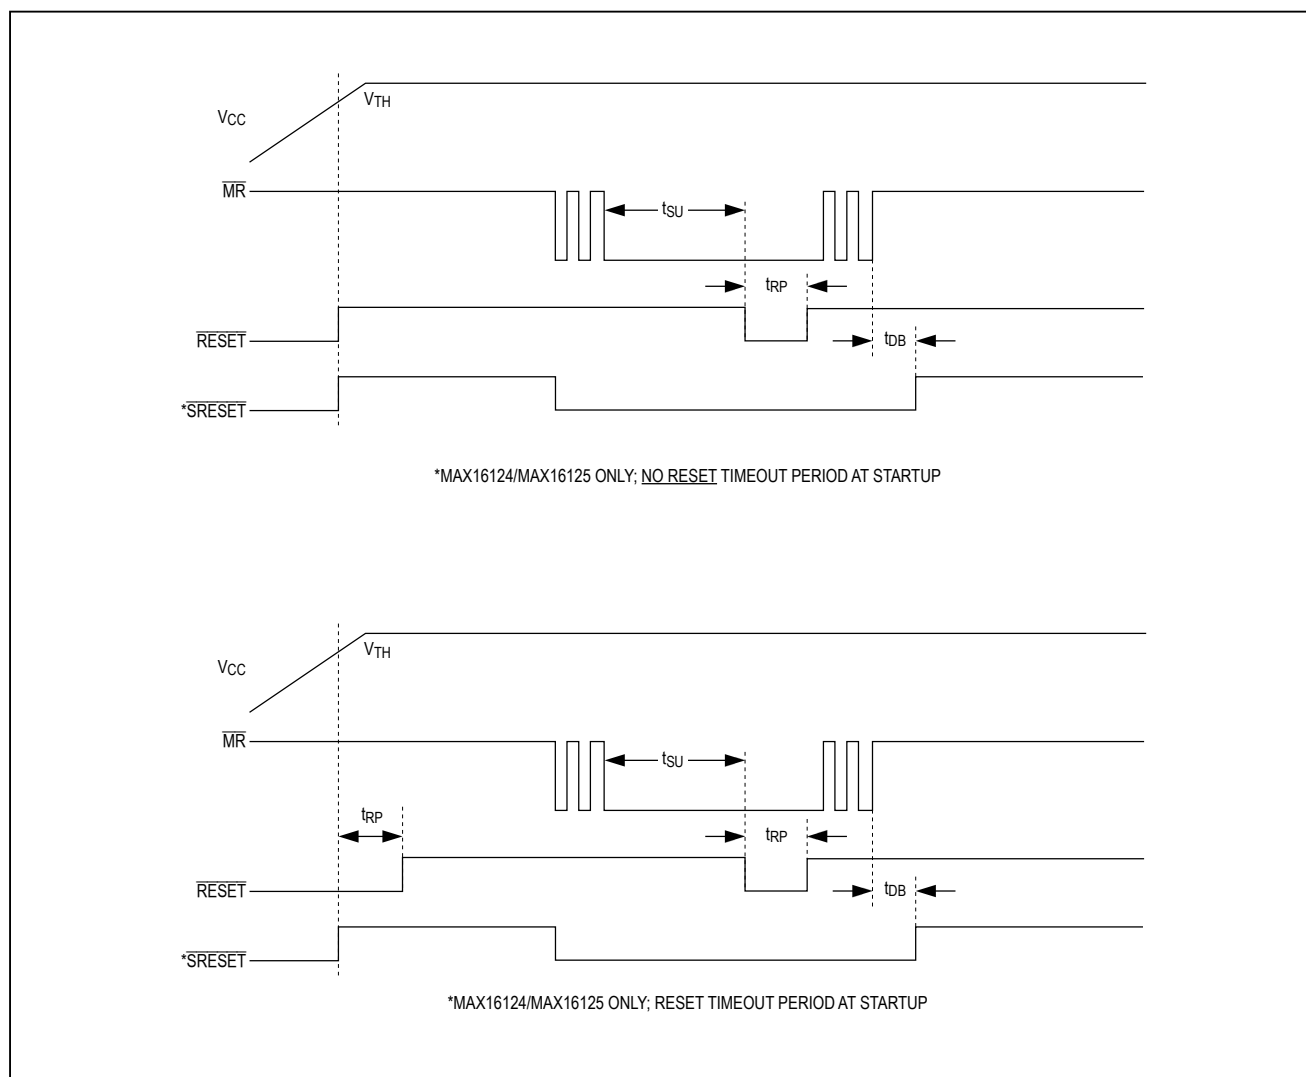 VTH
VCC
MR
tSU
tRP
RESET
tDB
*SRESET
*MAX16124/MAX16125 ONLY; NO RESET TIMEOUT PERIOD AT STARTUP
VTH
VCC
MR
tSU
tRP
tRP
RESET
tDB
*SRESET
*MAX16124/MAX16125 ONLY; RESET TIMEOUT PERIOD AT STARTUP